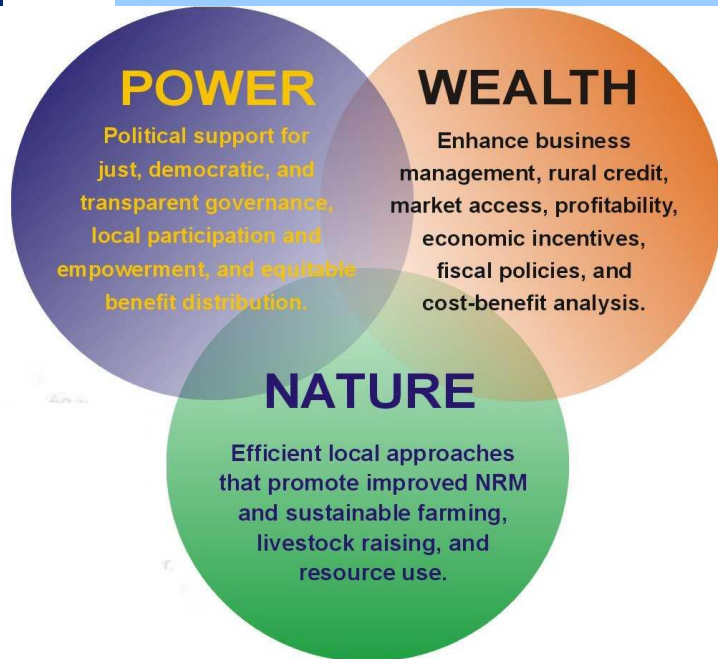 POWER
Political support for
just, democratic, and
transparent governance,
local participation and
empowerment, and equitable
benefit distribution.
WEALTH
Enhance business
management, rural credit,
market access, profitability,
economic incentives,
fiscal policies, and
cost-benefit analysis.
NATURE
Efficient local approaches
that promote improved NRM
and sustainable farming,
livestock raising, and
resource use.